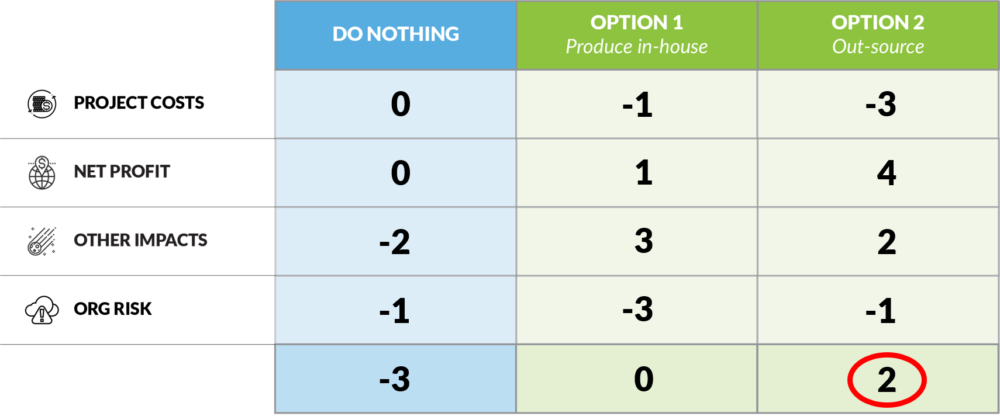 DO NOTHING
OPTION 1
Produce in-house
OPTION 2
Out-source
PROJECT COSTS
0
-1
-3
NET PROFIT
0
1
4
OTHER IMPACTS
-2
3
2
ORG RISK
-1
-3
-1
-3
0
2